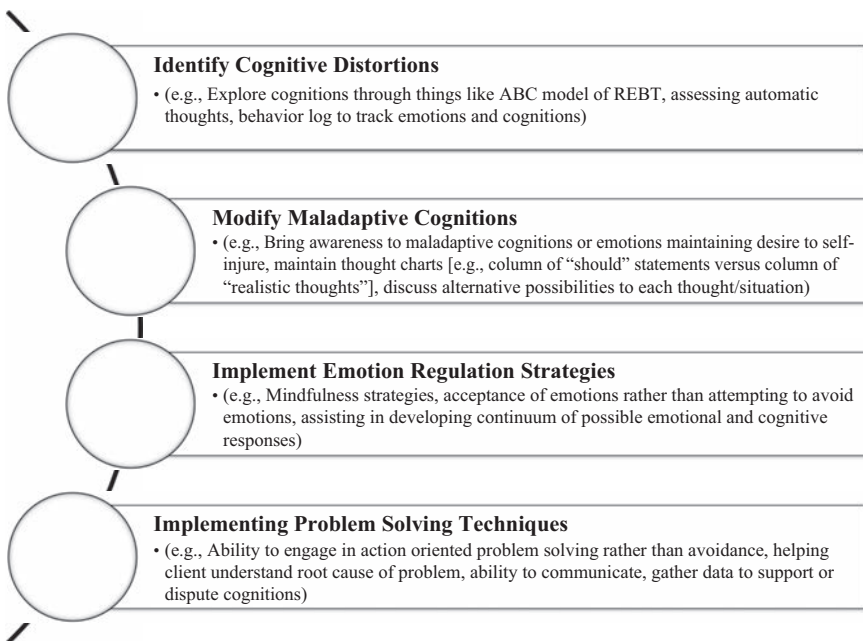 Identify Cognitive Distortions
• (e.g., Explore cognitions through things like ABC model of REBT, assessing automatic
thoughts, behavior log to track emotions and cognitions)
Modify Maladaptive Cognitions
• (e.g., Bring awareness to maladaptive cognitions or emotions maintaining desire to self-
injure, maintain thought charts [e.g., column of “should” statements versus column of
“realistic thoughts”], discuss alternative possibilities to each thought/situation)
Implement Emotion Regulation Strategies
• (e.g., Mindfulness strategies, acceptance of emotions rather than attempting to avoid
emotions, assisting in developing continuum of possible emotional and cognitive
responses)
Implementing Problem Solving Techniques
• (e.g., Ability to engage in action oriented problem solving rather than avoidance, helping
client understand root cause of problem, ability to communicate, gather data to support or
dispute cognitions)